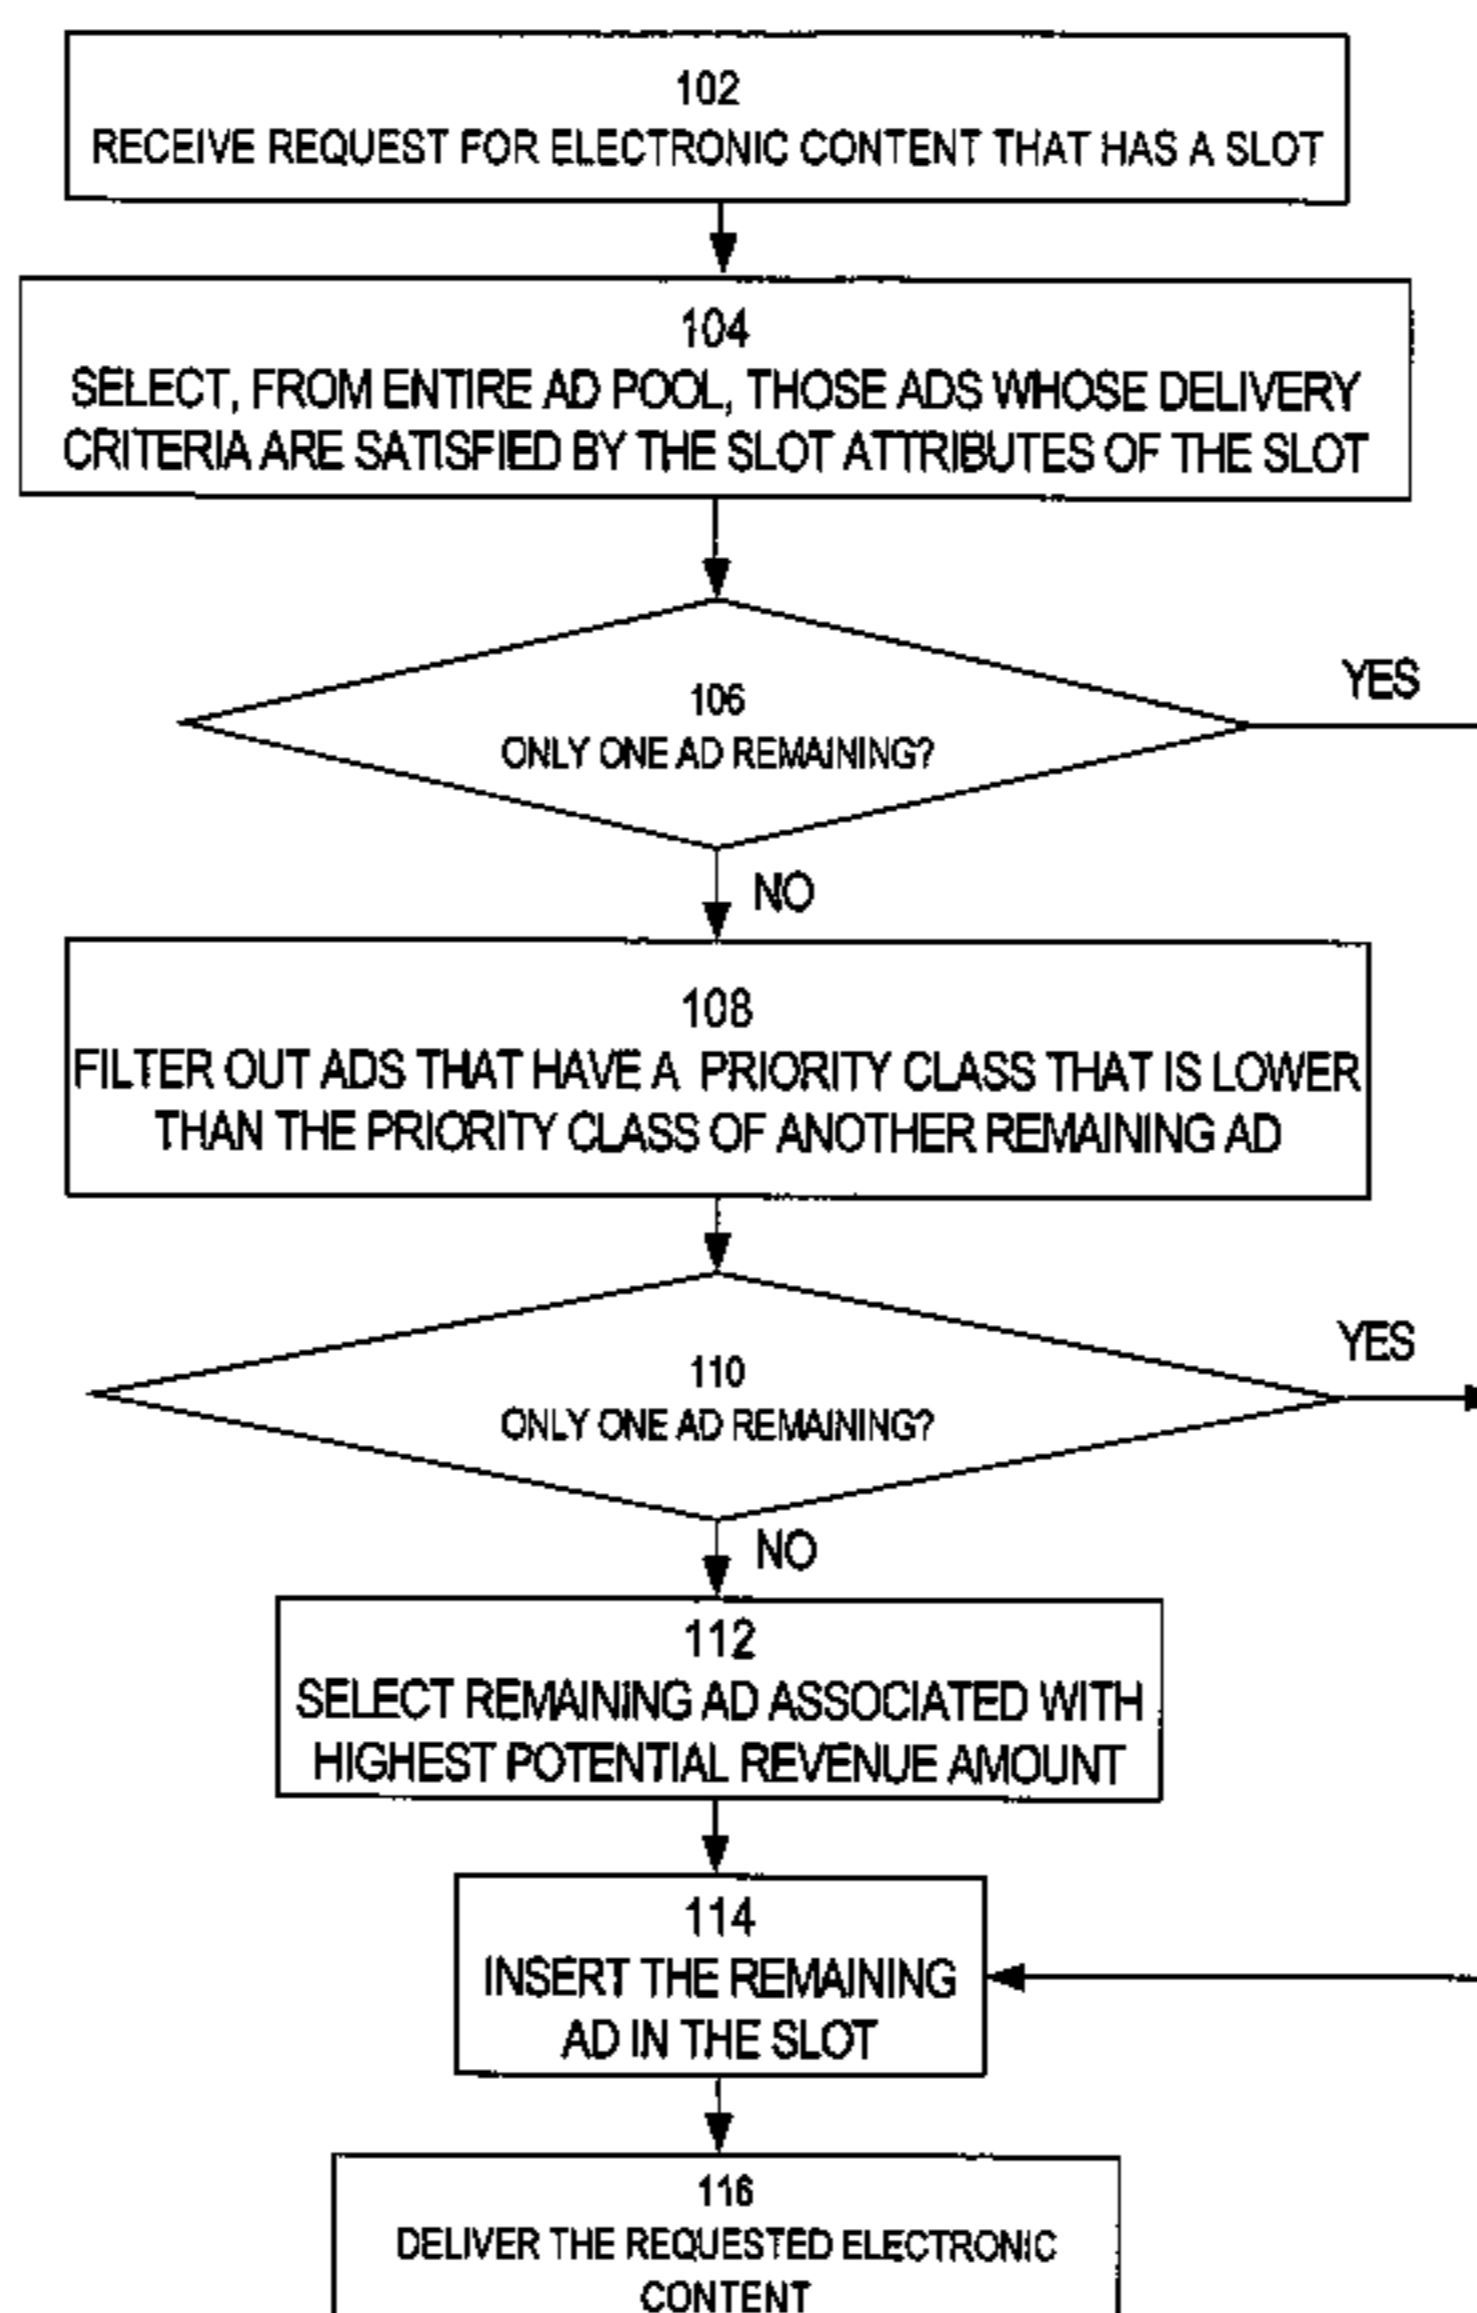 102
RECEIVE REQUEST FOR ELECTRONIC CONTENT THAT HAS A SLOT
104
SELECT, FROM ENTIRE AD POOL, THOSE ADS WHOSE DELIVERY
CRITERIA ARE SATISFIED BY THE SLOT ATTRIBUTES OF THE SLOT
106
ONLY ONE AD REMAINING?
YES
NO
108
FILTER OUT ADS THAT HAVE A PRIORITY CLASS THAT IS LOWER
THAN THE PRIORITY CLASS OF ANOTHER REMAINING AD
110
ONLY ONE AD REMAINING?
YES
NO
112
SELECT REMAINING AD ASSOCIATED WITH
HIGHEST POTENTIAL REVENUE AMOUNT
114
INSERT THE REMAINING
AD IN THE SLOT
116
DELIVER THE REQUESTED ELECTRONIC
CONTENT